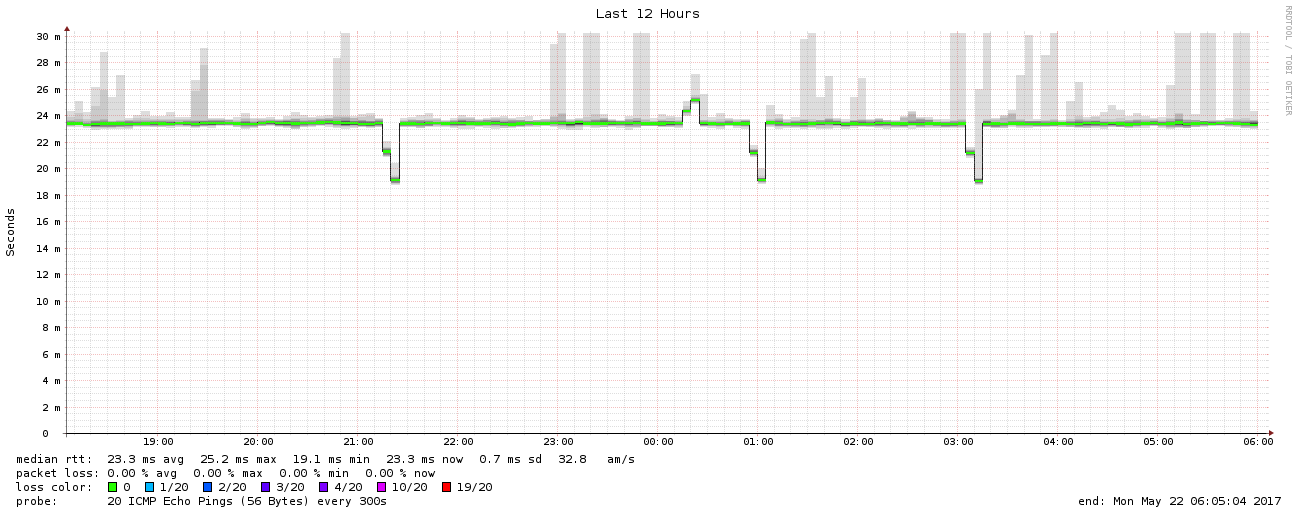 Last 12 Hours
RRDTOOL / TOBI OETIKER
Seconds
30 m
28 m
26 m
24 m
22 m
20 m
18 m
16 m
14 m
12 m
10 m
8 m
6 m
4 m
2 m
0
19:00 20:00 21:00 22:00 23:00 00:00 01:00 02:00 03:00 04:00 05:00 06:00
median rtt: 23.3 ms avg 25.2 ms max 19.1 ms min 23.3 ms now 0.7 ms sd 32.8 am/s
packet loss: 0.00 % avg 0.00 % max 0.00 % min 0.00 % now
loss color: 0 1/20 2/20 3/20 4/20 10/20 19/20
probe: 20 ICMP Echo Pings (56 Bytes) every 300s end: Mon May 22 06:05:04 2017